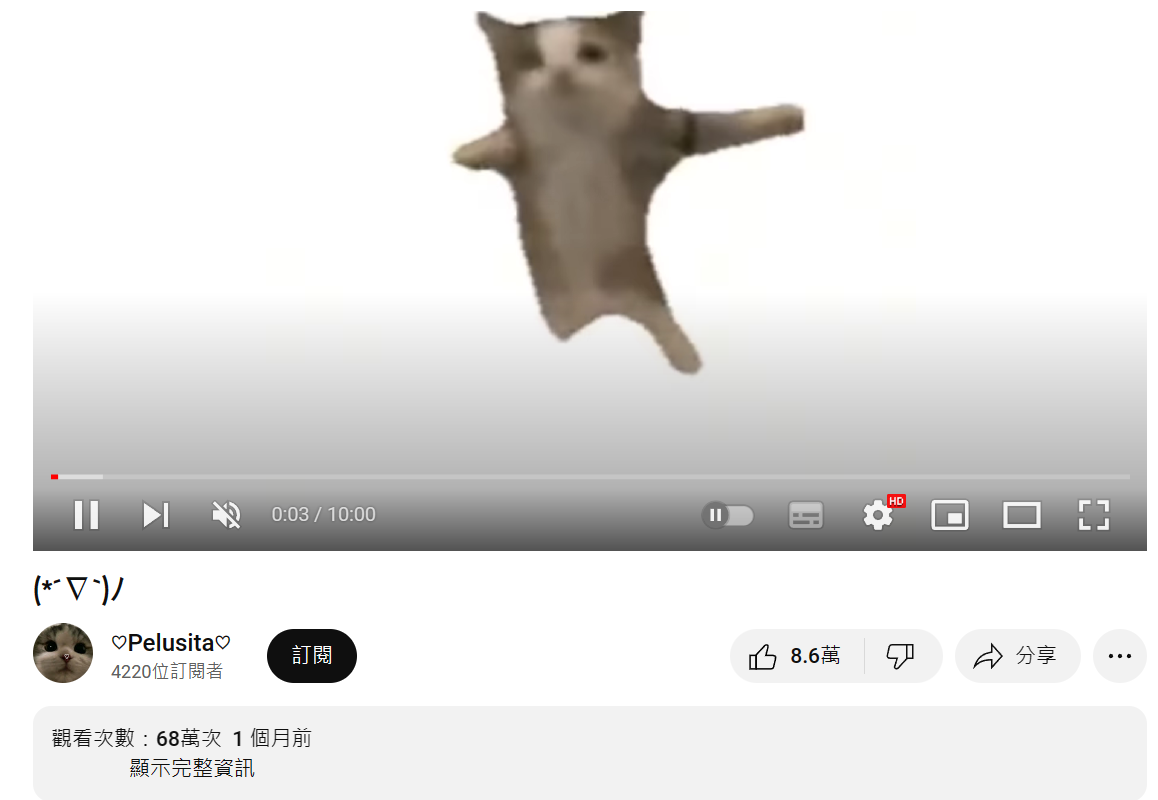 HD
0:03 / 10:00
(*´∇`)ﾉ
♡Pelusita♡
4220位訂閱者
訂閱
8.6萬
分享
觀看次數：68萬次 1 個月前
顯示完整資訊